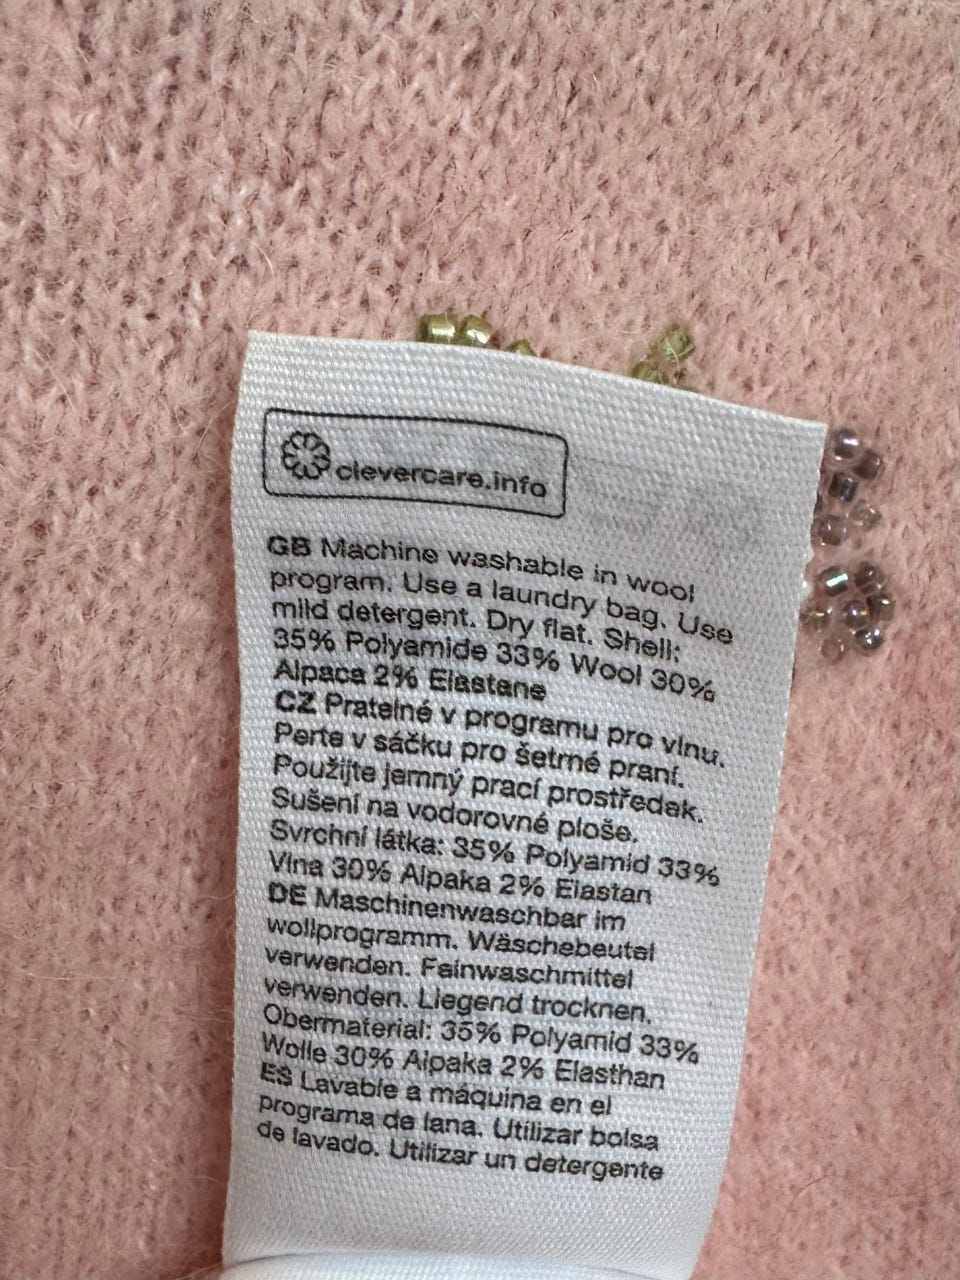 clevercare.info
GB Machine washable in wool
program. Use a laundry bag. Use
mild detergent. Dry flat. Shell:
35% Polyamide 33% Wool 30%
Alpaca 2% Elastane
CZ Pratelné v programu pro vlnu.
Perte v sáčku pro šetrné praní.
Použijte jemný prací prostředek.
Sušení na vodorovné ploše.
Svrchní látka: 35% Polyamid 33%
Vlna 30% Alpaka 2% Elastan
DE Maschinenwaschbar im
wollprogramm. Wäschebeutel
verwenden. Feinwaschmittel
verwenden. Liegend trocknen.
Obermaterial: 35% Polyamid 33%
Wolle 30% Alpaka 2% Elasthan
ES Lavable a máquina en el
programa de lana. Utilizar bolsa
de lavado. Utilizar un detergente